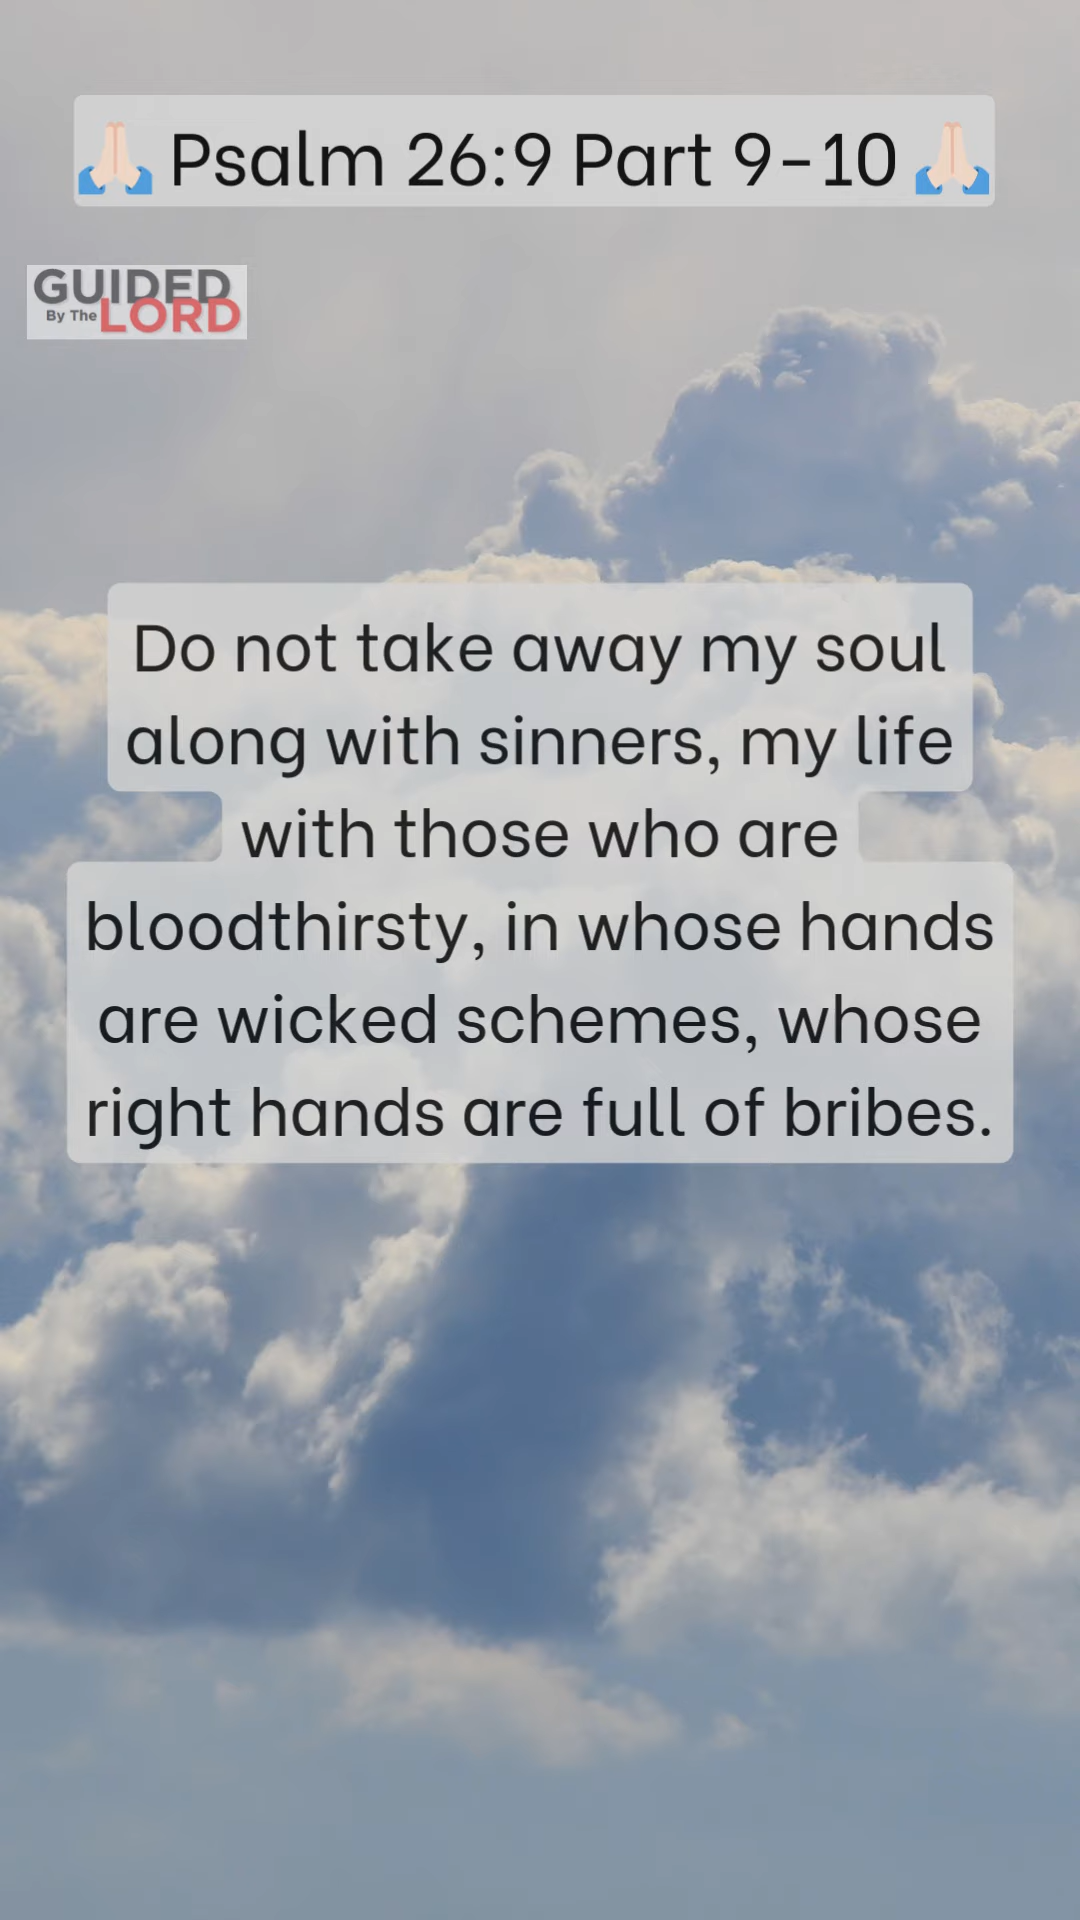 🙏🏻 Psalm 26:9 Part 9-10 🙏🏻
GUIDED
By The LORD
Do not take away my soul
along with sinners, my life
with those who are
bloodthirsty, in whose hands
are wicked schemes, whose
right hands are full of bribes.